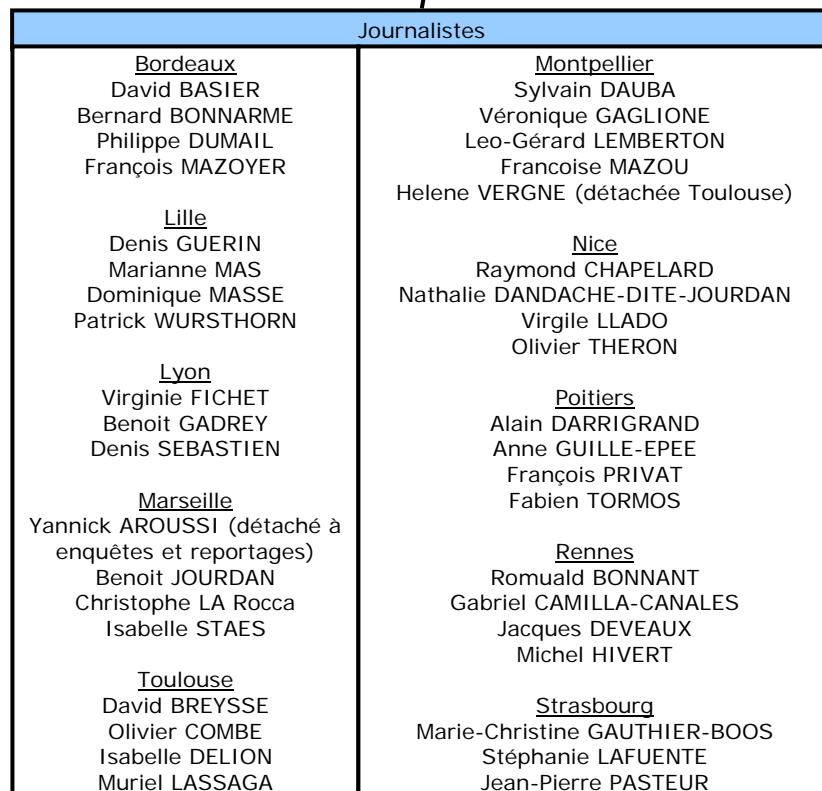 Journalistes
Bordeaux
David BASIER
Bernard BONNARME
Philippe DUMAIL
François MAZOYER
Lille
Denis GUERIN
Marianne MAS
Dominique MASSE
Patrick WURSTHORN
Lyon
Virginie FICHET
Benoit GADREY
Denis SEBASTIEN
Marseille
Yannick AROUSSI (détaché à
enquêtes et reportages)
Benoit JOURDAN
Christophe LA Rocca
Isabelle STAES
Toulouse
David BREYSSE
Olivier COMBE
Isabelle DELION
Muriel LASSAGA
Montpellier
Sylvain DAUBA
Véronique GAGLIONE
Leo-Gérard LEMBERTON
Francoise MAZOU
Helene VERGNE (détachée Toulouse)
Nice
Raymond CHAPELARD
Nathalie DANDACHE-DITE-JOURDAN
Virgile LLADO
Olivier THERON
Poitiers
Alain DARRIGRAND
Anne GUILLE-EPEE
François PRIVAT
Fabien TORMOS
Rennes
Romuald BONNANT
Gabriel CAMILLA-CANALES
Jacques DEVEAUX
Michel HIVERT
Strasbourg
Marie-Christine GAUTHIER-BOOS
Stéphanie LAFUENTE
Jean-Pierre PASTEUR